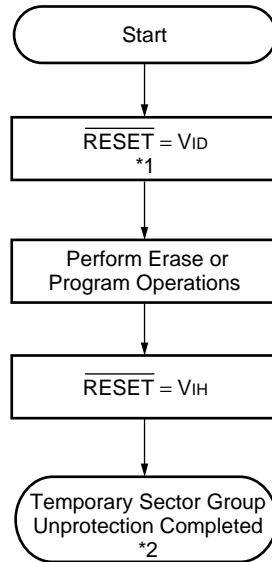 Start
RESET = VID
*1
Perform Erase or
Program Operations
RESET = VIH
Temporary Sector Group
Unprotection Completed
*2